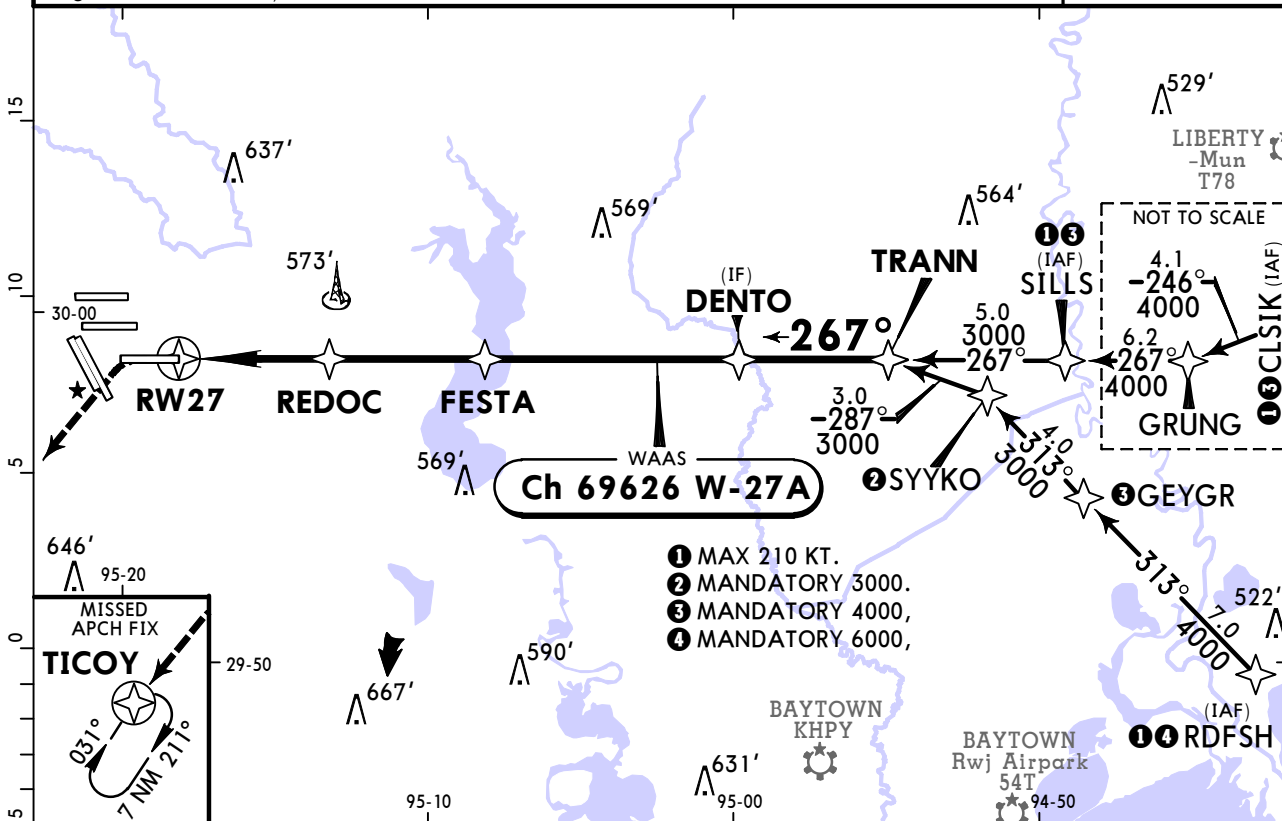 15
10
5
0
5
529'
LIBERTY
-Mun
T78
637'
569'
564'
NOT TO SCALE
❶❸
(IAF)
SILLS
4.1
246°
4000
❶❸CLSIK (IAF)
573'
(IF)
DENTO
TRANN
30-00
←267°
5.0
3000
267°
6.2
267°
4000
RW27
REDOC
FESTA
GRUNG
3.0
287°
3000
4.0
313°
3000
569'
WAAS
Ch 69626 W-27A
❷SYYKO
❸GEYGR
❶ MAX 210 KT.
❷ MANDATORY 3000.
❸ MANDATORY 4000,
❹ MANDATORY 6000,
313°
7.0
4000
522'
646'
95-20
MISSED
APCH FIX
TICOY
29-50
031°
7 NM 211°
590'
667'
(IAF)
❶❹RDFSH
BAYTOWN
KHPY
BAYTOWN
Rwj Airpark
54T
631'
95-10
95-00
94-50